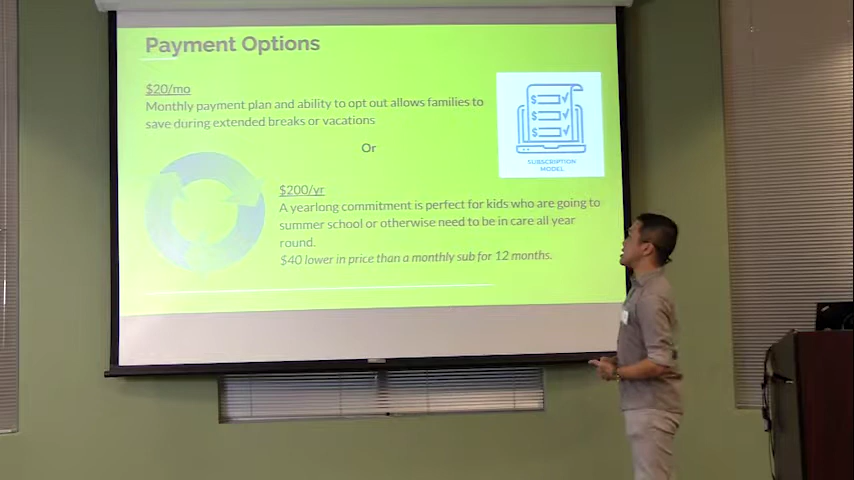 Payment Options
$20/mo
Monthly payment plan and ability to opt out allows families to
save during extended breaks or vacations
Or
$200/yr
A yearlong commitment is perfect for kids who are going to
summer school or otherwise need to be in care all year
round.
$40 lower in price than a monthly sub for 12 months.
$
$
$
SUBSCRIPTION
MODEL